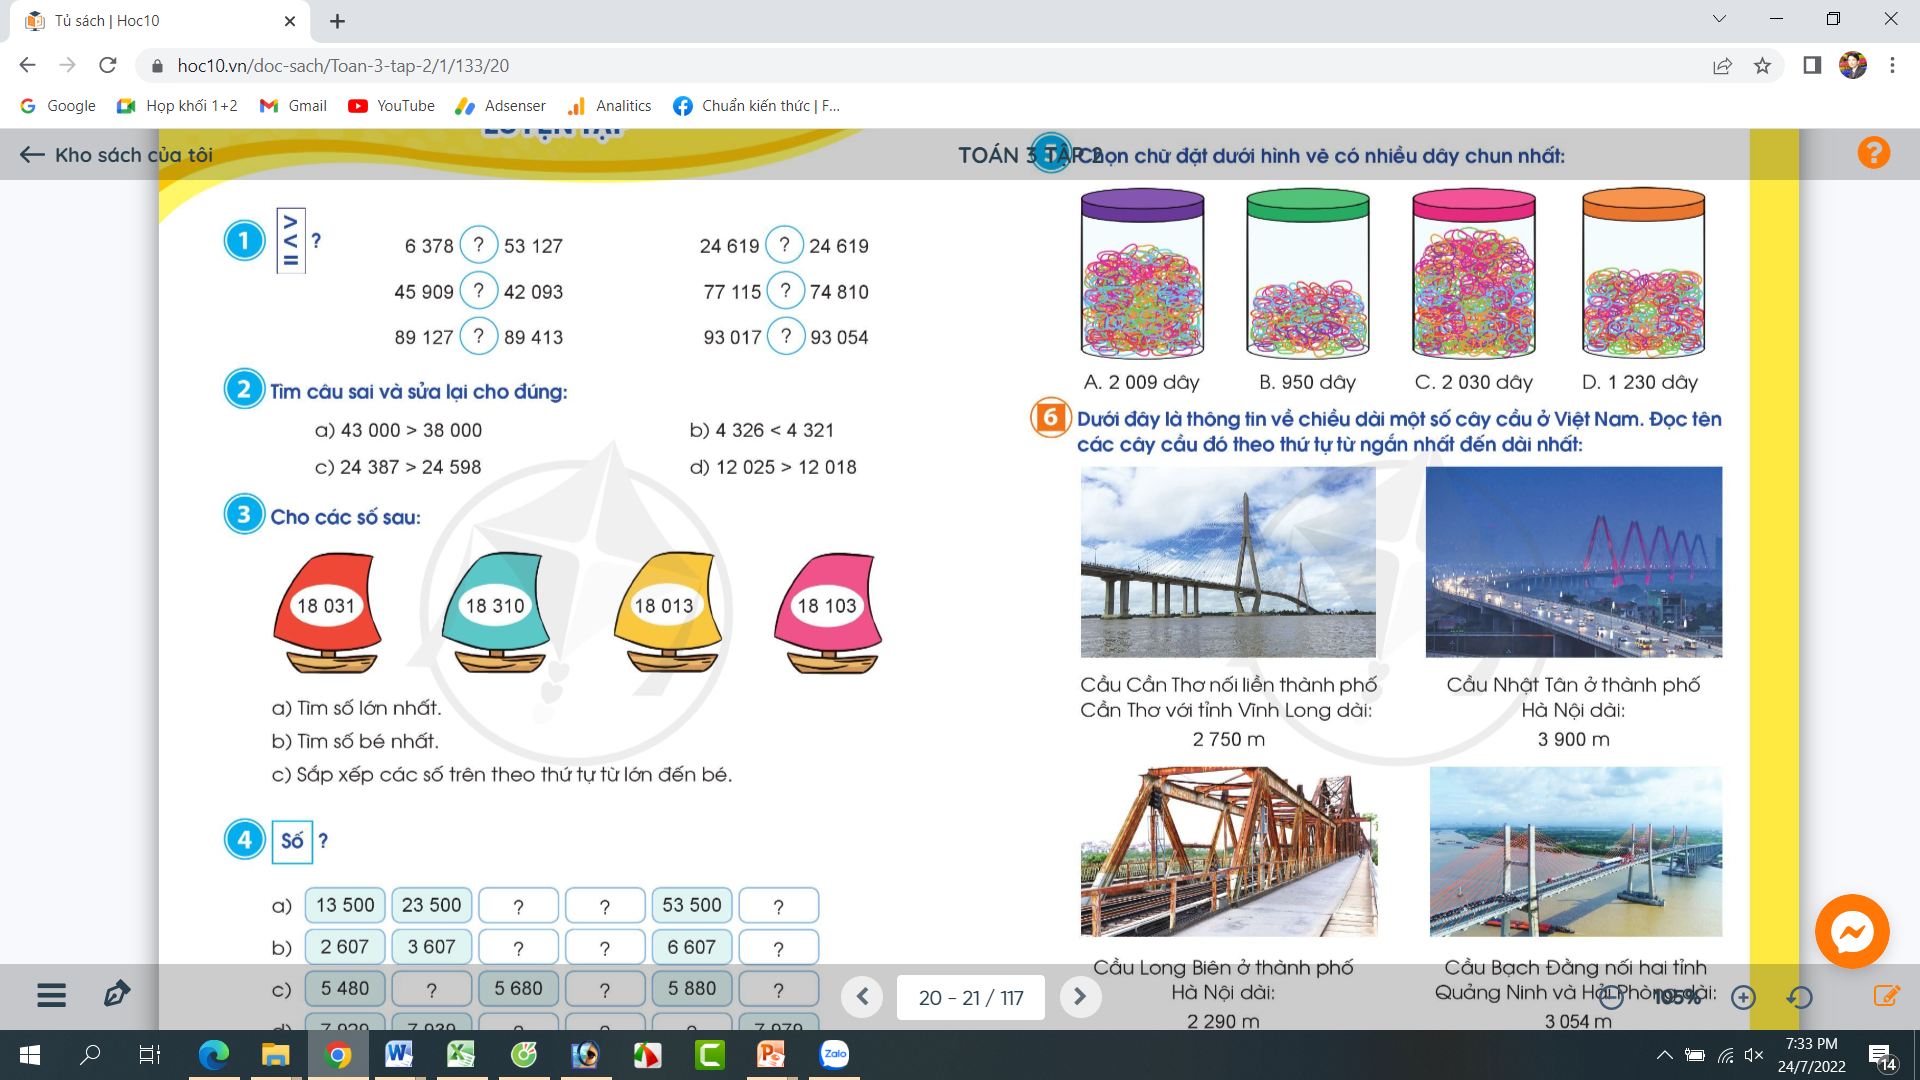 Tủ sách | Hoc10
hoc10.vn/doc-sach/Toan-3-tap-2/1/133/20
Google
Họp khối 1+2
Gmail
YouTube
Adsenser
Analitics
Chuẩn kiến thức | F...
LUYỆN TẬP
Kho sách của tôi
TOÁN 3 TẬP 2
1
>
<
=
?
6 378 ? 53 127
24 619 ? 24 619
45 909 ? 42 093
77 115 ? 74 810
89 127 ? 89 413
93 017 ? 93 054
2 Tìm câu sai và sửa lại cho đúng:
a) 43 000 > 38 000
b) 4 326 < 4 321
c) 24 387 > 24 598
d) 12 025 > 12 018
3 Cho các số sau:
18 031
18 310
18 013
18 103
a) Tìm số lớn nhất.
b) Tìm số bé nhất.
c) Sắp xếp các số trên theo thứ tự từ lớn đến bé.
4 Số ?
a) 13 500 23 500 ? ? 53 500 ?
b) 2 607 3 607 ? ? 6 607 ?
c) 5 480 ? 5 680 ? 5 880 ?
d) 7 929 7 939 ? ? ? 7 979
Chọn chữ đặt dưới hình vẽ có nhiều dây chun nhất:
A. 2 009 dây
B. 950 dây
C. 2 030 dây
D. 1 230 dây
6 Dưới đây là thông tin về chiều dài một số cây cầu ở Việt Nam. Đọc tên
các cây cầu đó theo thứ tự từ ngắn nhất đến dài nhất:
Cầu Cần Thơ nối liền thành phố
Cần Thơ với tỉnh Vĩnh Long dài:
2 750 m
Cầu Nhật Tân ở thành phố
Hà Nội dài:
3 900 m
Cầu Long Biên ở thành phố
Hà Nội dài:
2 290 m
Cầu Bạch Đằng nối hai tỉnh
Quảng Ninh và Hải Phòng dài:
3 054 m
20 - 21 / 117
105%
?
Zalo
7:33 PM
24/7/2022
14